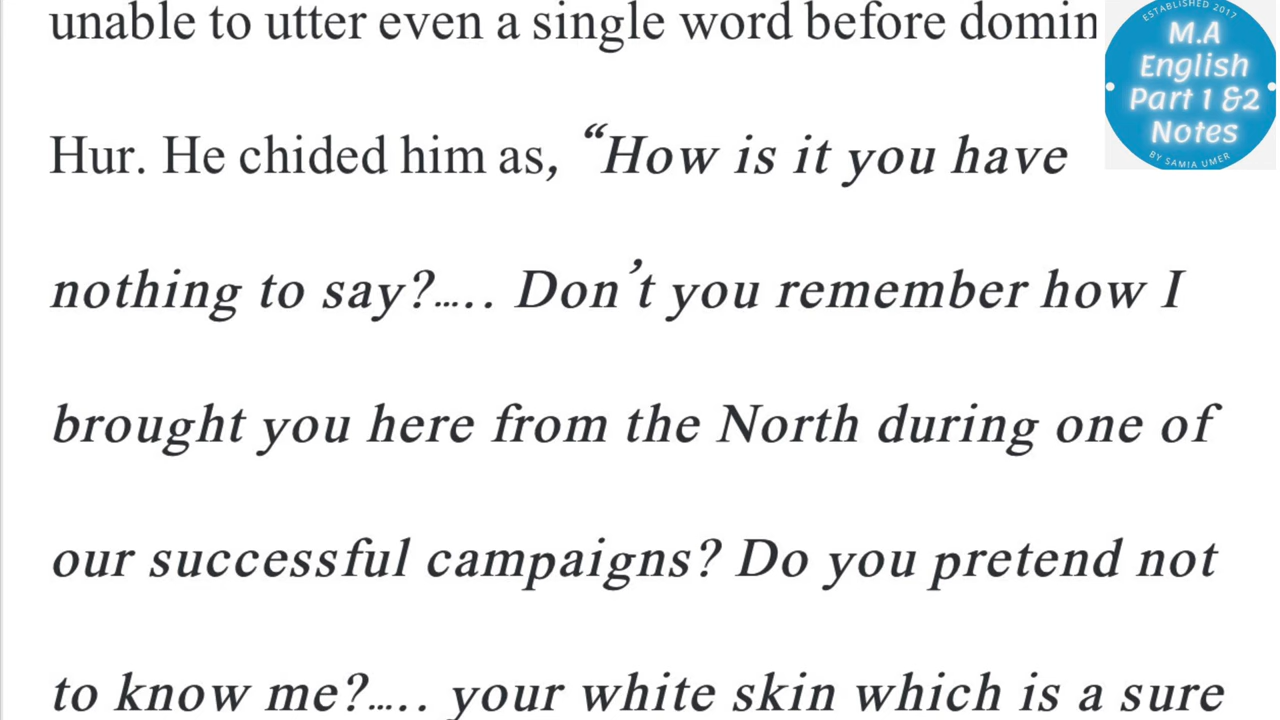 unable to utter even a single word before domin
Hur. He chided him as, “How is it you have
nothing to say?..... Don’t you remember how I
brought you here from the North during one of
our successful campaigns? Do you pretend not
to know me?..... your white skin which is a sure
ESTABLISHED 2017
M.A
English
Part 1 &2
Notes
BY SAMIA UMER